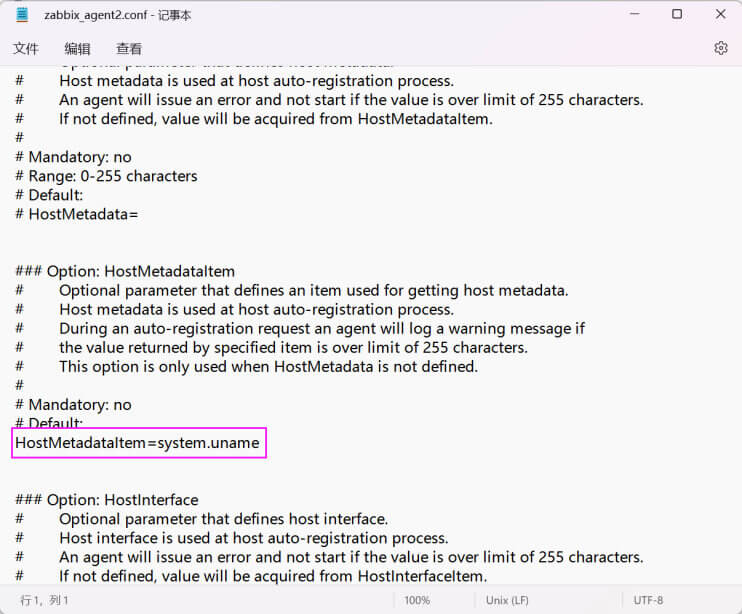 zabbix_agent2.conf - 记事本
文件 编辑 查看
# Optional parameter that defines host metadata.
# Host metadata is used at host auto-registration process.
# An agent will issue an error and not start if the value is over limit of 255 characters.
# If not defined, value will be acquired from HostMetadataItem.
#
# Mandatory: no
# Range: 0-255 characters
# Default:
# HostMetadata=
### Option: HostMetadataItem
# Optional parameter that defines an item used for getting host metadata.
# Host metadata is used at host auto-registration process.
# During an auto-registration request an agent will log a warning message if
# the value returned by specified item is over limit of 255 characters.
# This option is only used when HostMetadata is not defined.
#
# Mandatory: no
# Default:
HostMetadataItem=system.uname
### Option: HostInterface
# Optional parameter that defines host interface.
# Host interface is used at host auto-registration process.
# An agent will issue an error and not start if the value is over limit of 255 characters.
# If not defined, value will be acquired from HostInterfaceItem.
行 1，列 1 100% Unix (LF) UTF-8